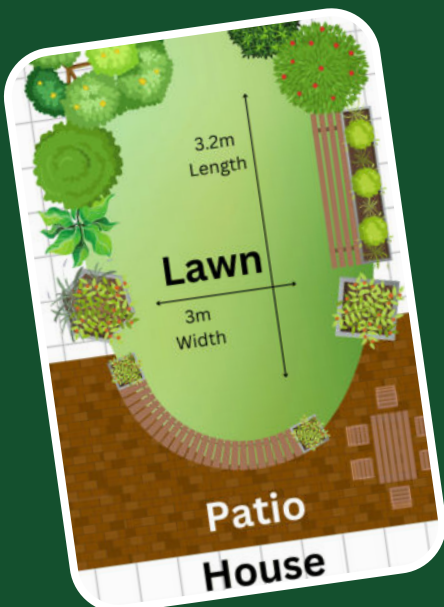 3.2m
Length
Lawn
3m
Width
Patio
House